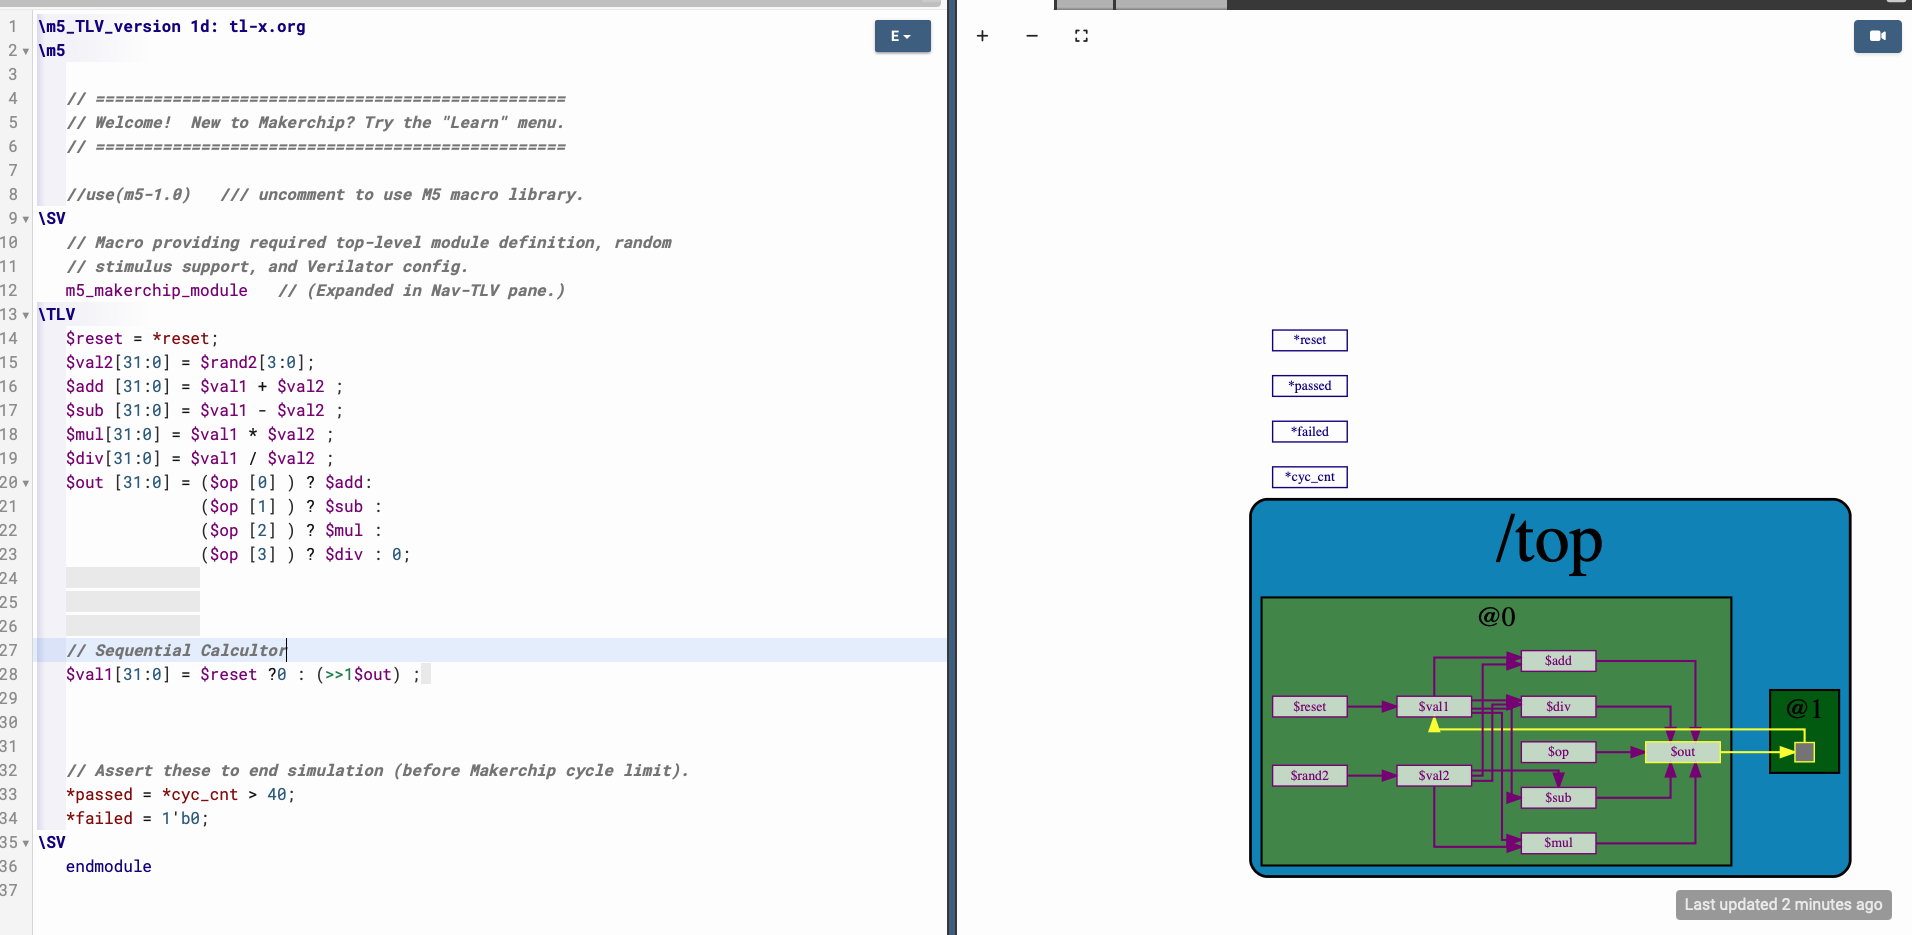 1 \m5_TLV_version 1d: tl-x.org
2 \m5
3
4 // =================================================
5 // Welcome!  New to Makerchip? Try the "Learn" menu.
6 // =================================================
7
8 //use(m5-1.0)   /// uncomment to use M5 macro library.
9 \SV
10 // Macro providing required top-level module definition, random
11 // stimulus support, and Verilator config.
12 m5_makerchip_module   // (Expanded in Nav-TLV pane.)
13 \TLV
14 $reset = *reset;
15 $val2[31:0] = $rand2[3:0];
16 $add [31:0] = $val1 + $val2 ;
17 $sub [31:0] = $val1 - $val2 ;
18 $mul[31:0] = $val1 * $val2 ;
19 $div[31:0] = $val1 / $val2 ;
20 $out [31:0] = ($op [0] ) ? $add:
21 ($op [1] ) ? $sub :
22 ($op [2] ) ? $mul :
23 ($op [3] ) ? $div : 0;
24
25
26
27 // Sequential Calcultor
28 $val1[31:0] = $reset ?0 : (>>1$out) ;
29
30
31
32 // Assert these to end simulation (before Makerchip cycle limit).
33 *passed = *cyc_cnt > 40;
34 *failed = 1'b0;
35 \SV
36 endmodule
37
E
*reset
*passed
*failed
*cyc_cnt
/top
@0
@1
$add
$reset
$val1
$div
$op
$out
$rand2
$val2
$sub
$mul
Last updated 2 minutes ago